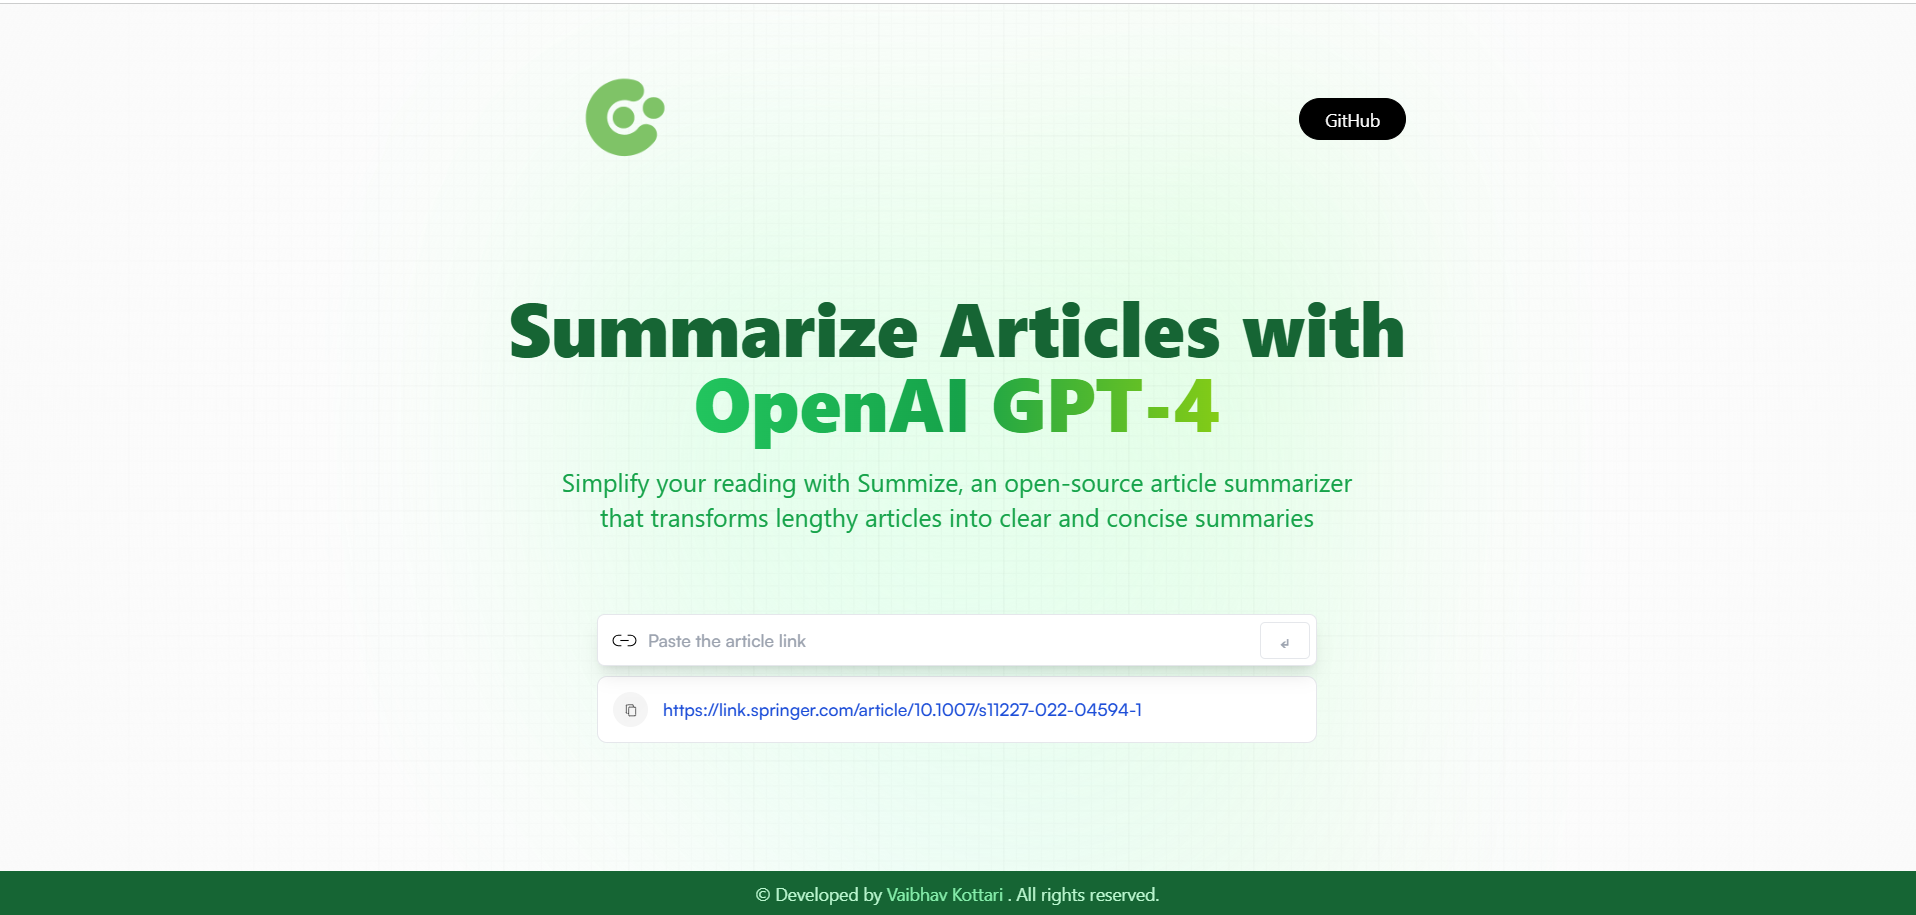 GitHub
Summarize Articles with
OpenAI GPT-4
Simplify your reading with Summize, an open-source article summarizer
that transforms lengthy articles into clear and concise summaries
Paste the article link
↵
https://link.springer.com/article/10.1007/s11227-022-04594-1
© Developed by Vaibhav Kottari . All rights reserved.